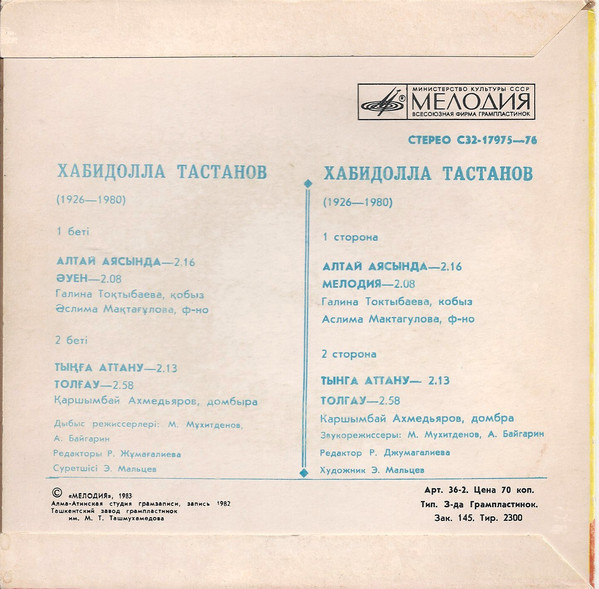 МИНИСТЕРСТВО КУЛЬТУРЫ СССР
МЕЛОДИЯ
ВСЕСОЮЗНАЯ ФИРМА ГРАМПЛАСТИНОК
СТЕРЕО С32-17975—76
ХАБИДОЛЛА ТАСТАНОВ
(1926—1980)
1 беті
АЛТАЙ АЯСЫНДА—2.16
ӘУЕН—2.08
Галина Тоқтыбаева, қобыз
Әслима Мақтағұлова, ф-но
2 беті
ТЫҢҒА АТТАНУ—2.13
ТОЛҒАУ—2.58
Қаршымбай Ахмедьяров, домбыра
Дыбыс режиссерлері: М. Мухитденов,
А. Байгарин
Редакторы Р. Жұмағалиева
Суретшісі Э. Мальцев
ХАБИДОЛЛА ТАСТАНОВ
(1926—1980)
1 сторона
АЛТАЙ АЯСЫНДА—2.16
МЕЛОДИЯ—2.08
Галина Токтыбаева, кобыз
Аслима Мактагулова, ф-но
2 сторона
ТЫНГА АТТАНУ— 2.13
ТОЛГАУ—2.58
Каршымбай Ахмедьяров, домбра
Звукорежиссеры: М. Мухитденов, А. Байгарин
Редактор Р. Джумагалиева
Художник Э. Мальцев
© «МЕЛОДИЯ», 1983
Алма-Атинская студия грамзаписи, запись 1982
Ташкентский завод грампластинок
им. М. Т. Ташмухамедова
Арт. 36-2. Цена 70 коп.
Тип. З-да Грампластинок.
Зак. 145. Тир. 2300